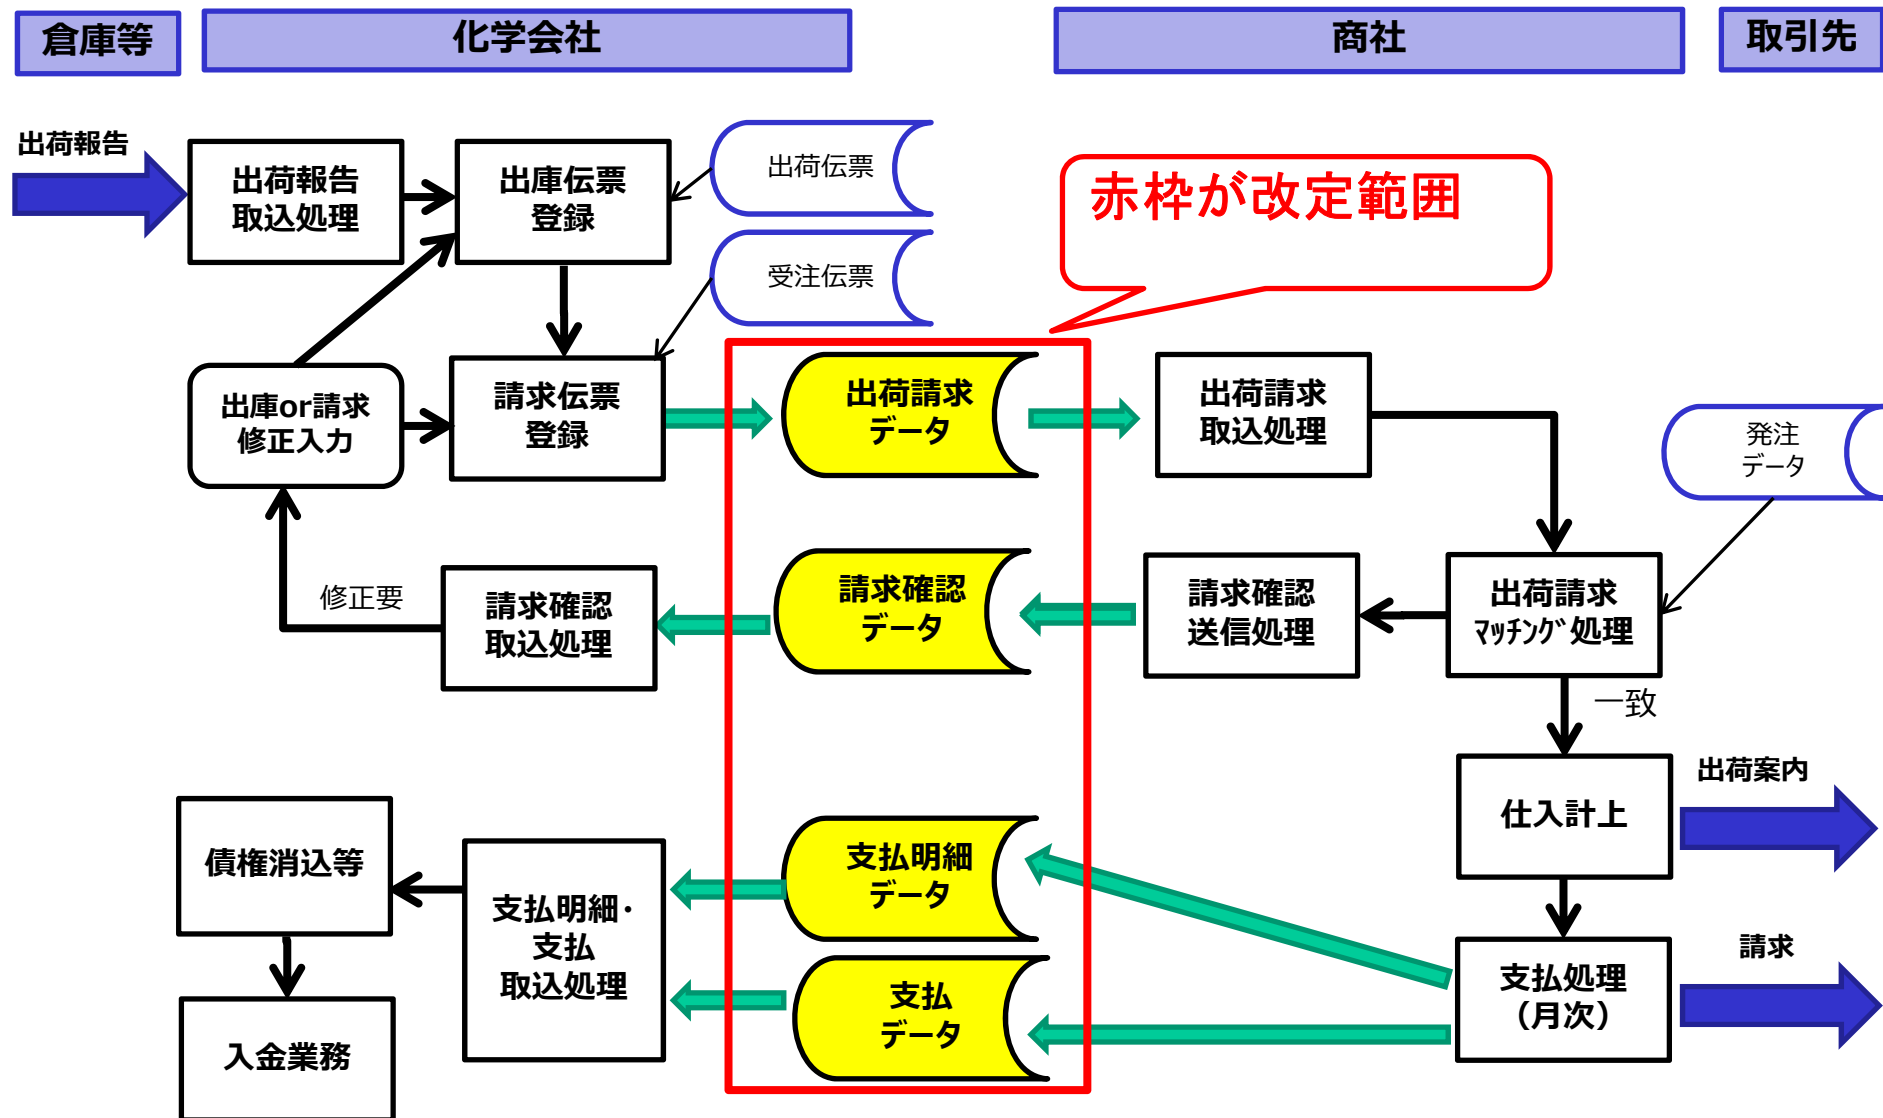 倉庫等
化学会社
商社
取引先
出荷報告
出荷報告
取込処理
出庫伝票
登録
出荷伝票
受注伝票
赤枠が改定範囲
出庫or請求
修正入力
請求伝票
登録
出荷請求
データ
出荷請求
取込処理
発注
データ
修正要
請求確認
取込処理
請求確認
データ
請求確認
送信処理
出荷請求
ﾏｯﾁﾝｸﾞ処理
一致
仕入計上
出荷案内
債権消込等
支払明細・
支払
取込処理
支払明細
データ
支払
データ
支払処理
（月次）
請求
入金業務